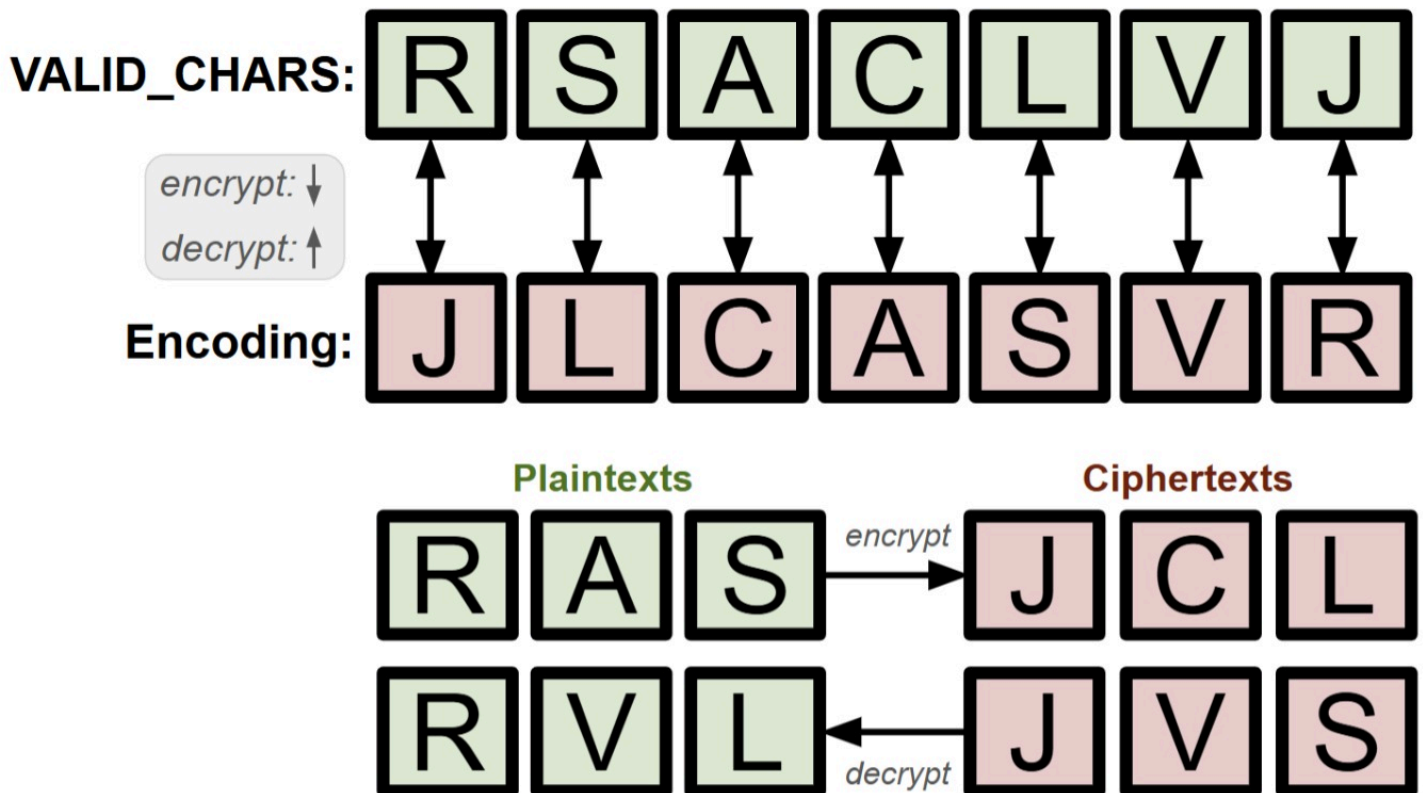 VALID_CHARS: R S A C L V J
encrypt: ↓
decrypt: ↑
Encoding: J L C A S V R
Plaintexts Ciphertexts
R A S encrypt J C L
R V L decrypt J V S